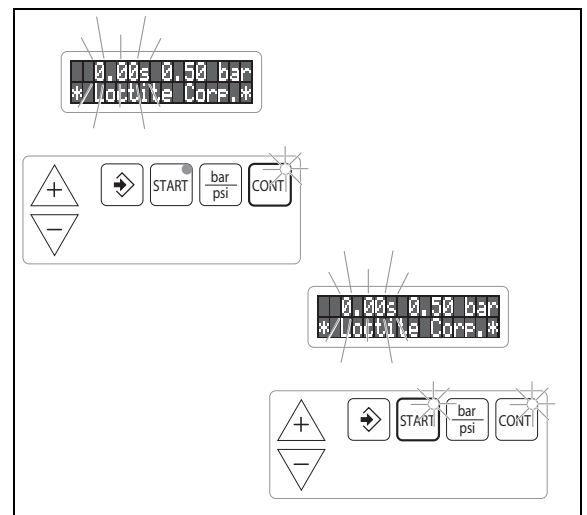 0.00s 0.50 bar
* Loctite Corp.*
+ START bar psi CONT
−
0.00s 0.50 bar
* Loctite Corp.*
+ START bar psi CONT
−